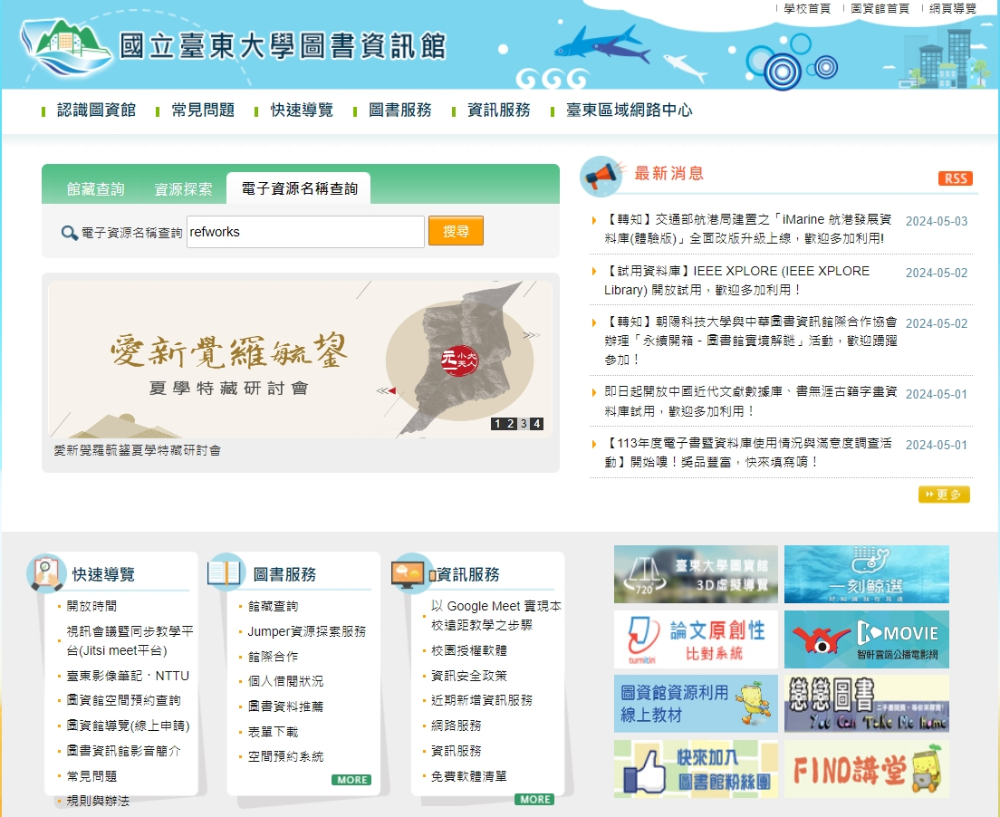 學校首頁
圖資館首頁
網頁導覽
國立臺東大學圖書資訊館
認識圖資館
常見問題
快速導覽
圖書服務
資訊服務
臺東區域網路中心
館藏查詢
資源探索
電子資源名稱查詢
電子資源名稱查詢
refworks
搜尋
愛新覺羅毓鋆
夏學特藏研討會
元一
小大
天人
1 2 3 4
愛新覺羅毓鋆夏學特藏研討會
最新消息
RSS
【轉知】交通部航港局建置之「iMarine 航港發展資
料庫(體驗版)」全面改版升級上線，歡迎多加利用!
2024-05-03
【試用資料庫】IEEE XPLORE (IEEE XPLORE
Library) 開放試用，歡迎多加利用！
2024-05-02
【轉知】朝陽科技大學與中華圖書資訊館際合作協會
辦理「永續開箱－圖書館實境解謎」活動，歡迎踴躍
參加！
2024-05-02
即日起開放中國近代文獻數據庫、書無涯古籍字畫資
料庫試用，歡迎多加利用！
2024-05-01
【113年度電子書暨資料庫使用情況與滿意度調查活
動】開始嘍！獎品豐富，快來填寫唷！
2024-05-01
更多
快速導覽
開放時間
視訊會議暨同步教學平
台(Jitsi meet平台)
臺東影像筆記．NTTU
圖資館空間預約查詢
圖資館導覽(線上申請)
圖書資訊館影音簡介
常見問題
規則與辦法
圖書服務
館藏查詢
Jumper資源探索服務
館際合作
個人借閱狀況
圖書資料推薦
表單下載
空間預約系統
MORE
資訊服務
以 Google Meet 實現本
校遠距教學之步驟
校園授權軟體
資訊安全政策
近期新增資訊服務
網路服務
資訊服務
免費軟體清單
MORE
720
臺東大學圖資館
3D虛擬導覽
一刻鯨選
好知識就在其選
turnitin
論文原創性
比對系統
MOVIE
智軒雲端公播電影網
圖資館資源利用
線上教材
戀戀圖書
You Can Take Me home
快來加入
圖書館粉絲團
FIND講堂